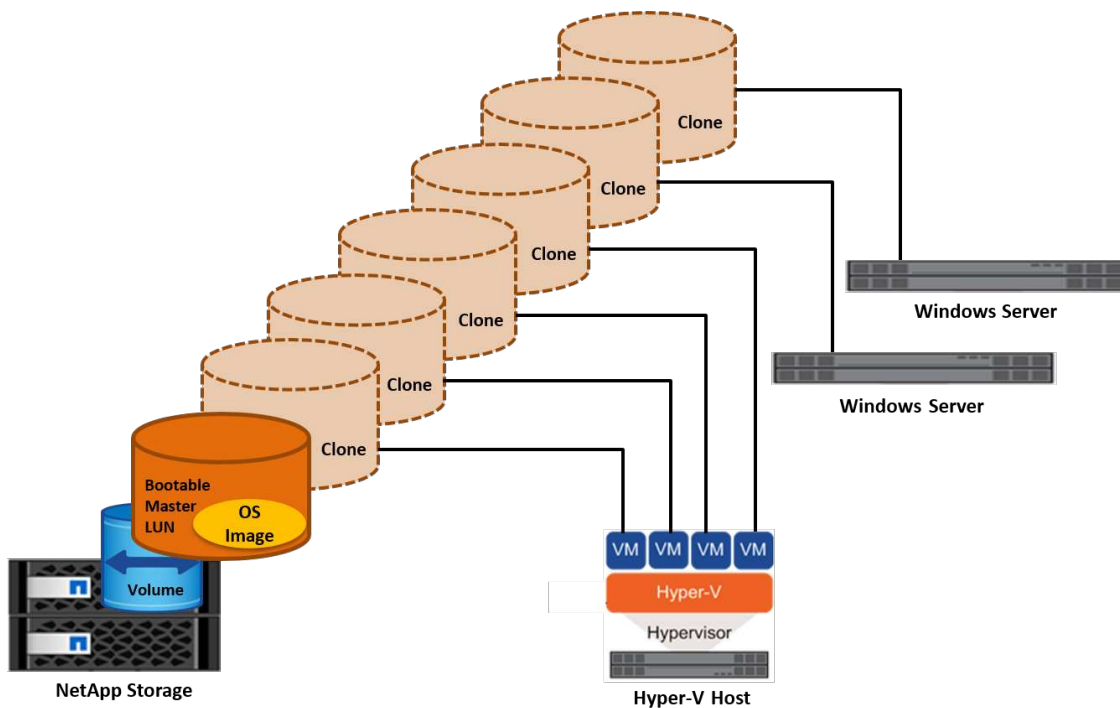 Clone
Clone
Clone
Clone
Clone
Clone
Windows Server
Windows Server
Bootable
Master
LUN
OS
Image
Volume
NetApp Storage
VM
VM
VM
VM
Hyper-V
Hypervisor
Hyper-V Host